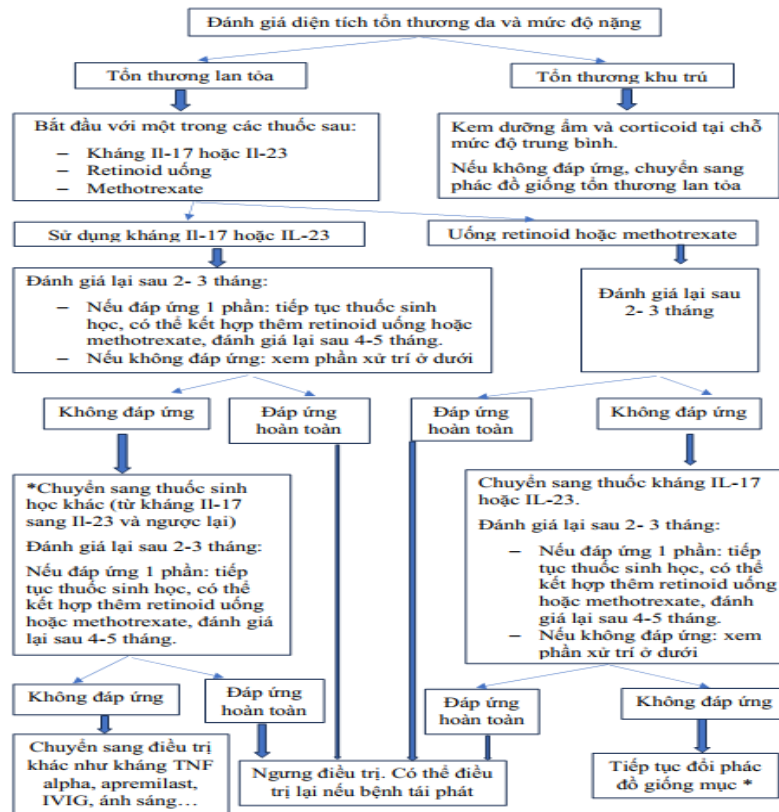 Đánh giá diện tích tổn thương da và mức độ nặng
Tổn thương lan tỏa
Tổn thương khu trú
Bắt đầu với một trong các thuốc sau:
– Kháng Il-17 hoặc Il-23
– Retinoid uống
– Methotrexate
Kem dưỡng ẩm và corticoid tại chỗ
mức độ trung bình.
Nếu không đáp ứng, chuyển sang
phác đồ giống tổn thương lan tỏa
Sử dụng kháng Il-17 hoặc IL-23
Uống retinoid hoặc methotrexate
Đánh giá lại sau 2- 3 tháng:
– Nếu đáp ứng 1 phần: tiếp tục thuốc sinh
học, có thể kết hợp thêm retinoid uống hoặc
methotrexate, đánh giá lại sau 4-5 tháng.
– Nếu không đáp ứng: xem phần xử trí ở dưới
Đánh giá lại sau
2- 3 tháng
Không đáp ứng
Đáp ứng
hoàn toàn
Đáp ứng
hoàn toàn
Không đáp ứng
*Chuyển sang thuốc sinh
học khác (từ kháng Il-17
sang Il-23 và ngược lại)
Đánh giá lại sau 2-3 tháng:
Nếu đáp ứng 1 phần: tiếp
tục thuốc sinh học, có thể
kết hợp thêm retinoid uống
hoặc methotrexate, đánh giá
lại sau 4-5 tháng.
Chuyển sang thuốc kháng IL-17
hoặc IL-23.
Đánh giá lại sau 2- 3 tháng:
– Nếu đáp ứng 1 phần: tiếp
tục thuốc sinh học, có thể
kết hợp thêm retinoid uống
hoặc methotrexate, đánh giá
lại sau 4-5 tháng.
– Nếu không đáp ứng: xem
phần xử trí ở dưới
Không đáp ứng
Đáp ứng
hoàn toàn
Đáp ứng
hoàn toàn
Không đáp ứng
Chuyển sang điều trị
khác như kháng TNF
alpha, apremilast,
IVIG, ánh sáng…
Ngưng điều trị. Có thể điều
trị lại nếu bệnh tái phát
Tiếp tục đổi phác
đồ giống mục *